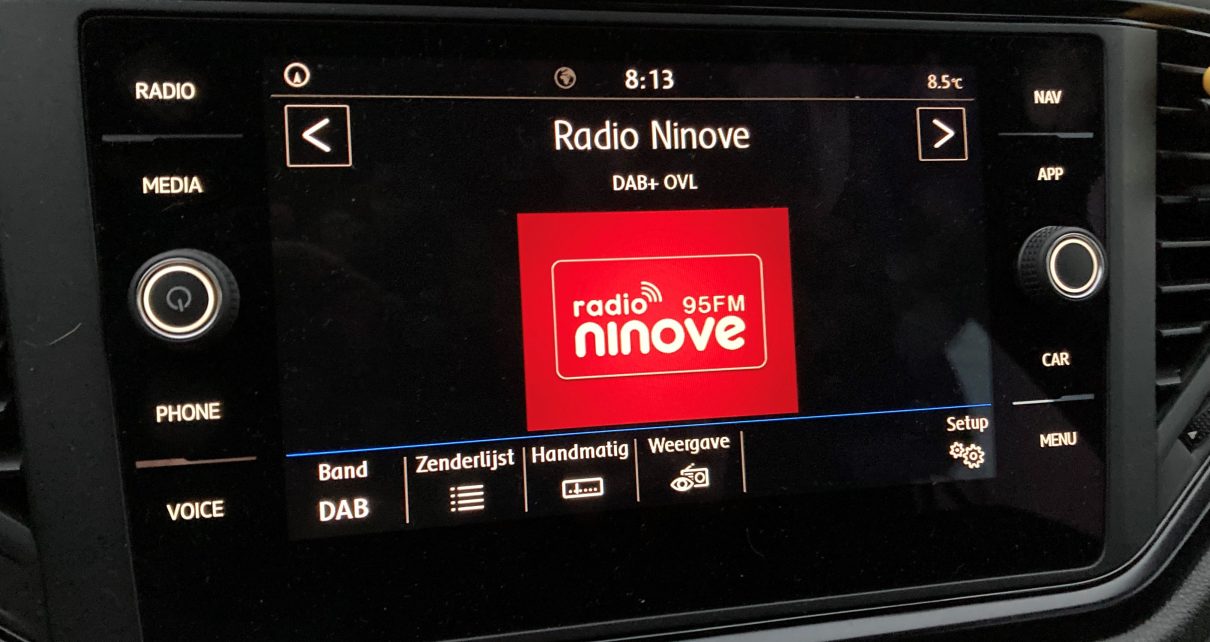 RADIO
MEDIA
PHONE
VOICE
8:13
8.5°C
Radio Ninove
DAB+ OVL
radio 95FM
ninove
Band
DAB
Zenderlijst
Handmatig
Weergave
Setup
NAV
APP
CAR
MENU